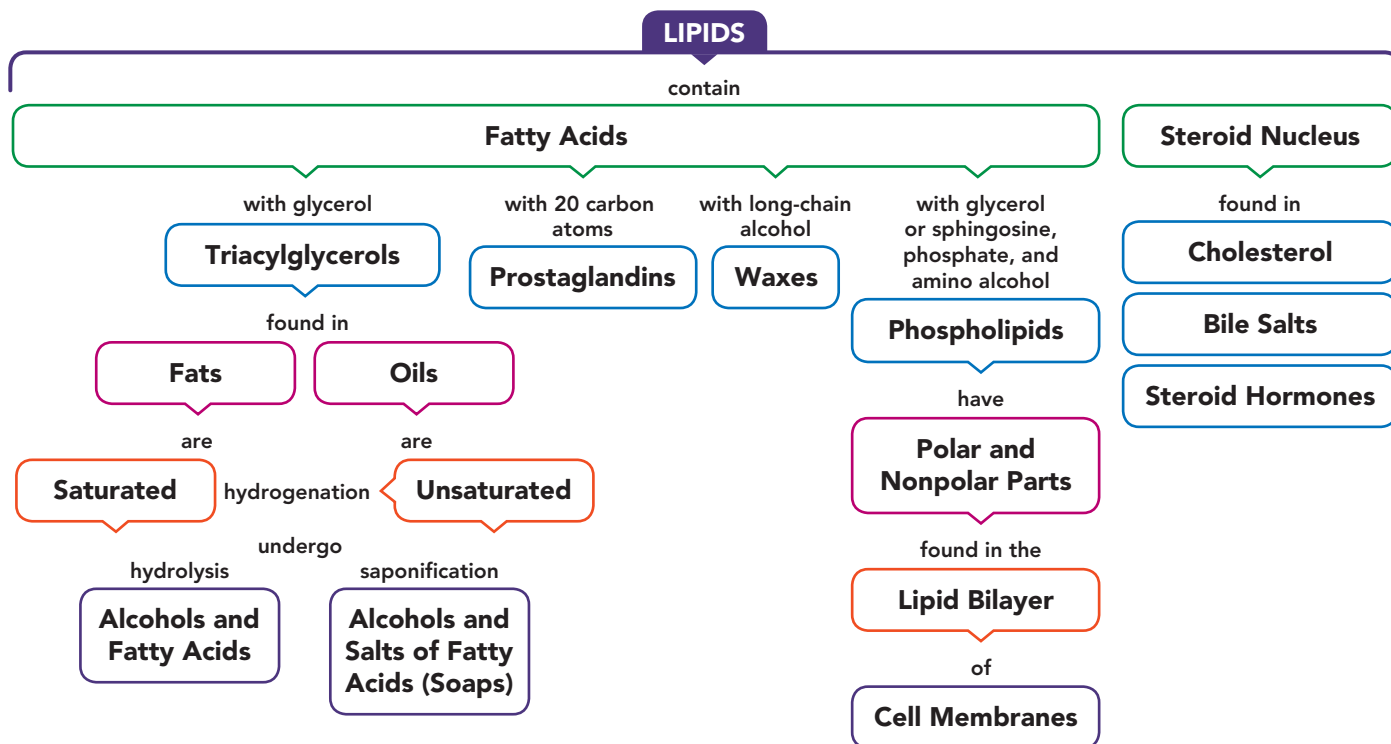 LIPIDS
contain
Fatty Acids
Steroid Nucleus
with glycerol
Triacylglycerols
found in
Fats
Oils
are
are
Saturated
hydrogenation
Unsaturated
undergo
hydrolysis
saponification
Alcohols and
Fatty Acids
Alcohols and
Salts of Fatty
Acids (Soaps)
with 20 carbon
atoms
Prostaglandins
with long-chain
alcohol
Waxes
with glycerol
or sphingosine,
phosphate, and
amino alcohol
Phospholipids
have
Polar and
Nonpolar Parts
found in the
Lipid Bilayer
of
Cell Membranes
found in
Cholesterol
Bile Salts
Steroid Hormones